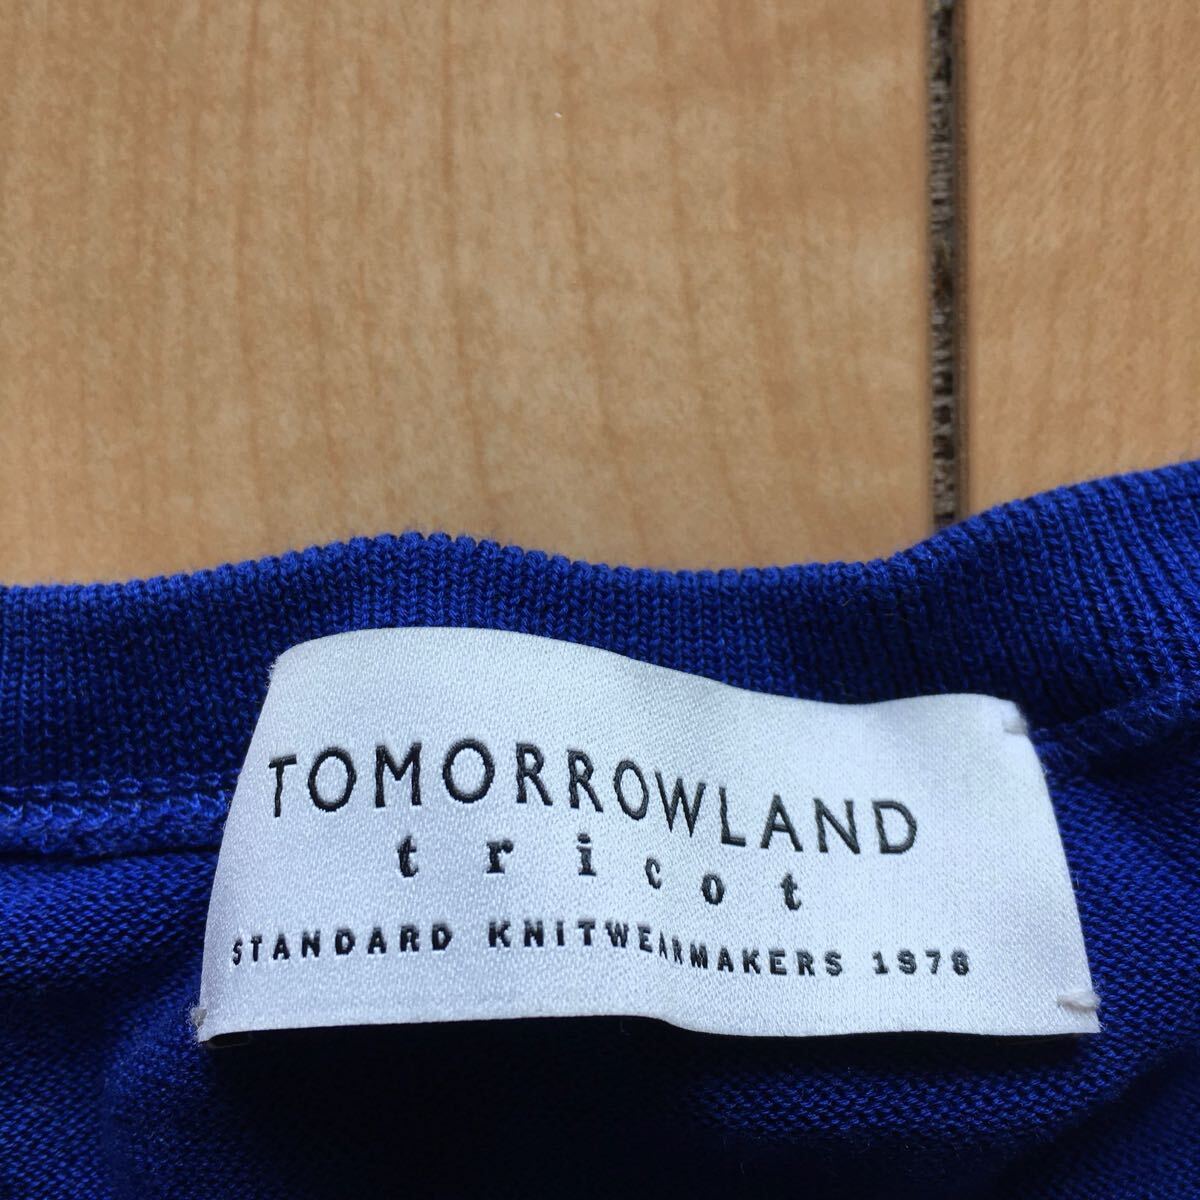 TOMORROWLAND
tricot
STANDARD KNITWEARMAKERS 1978